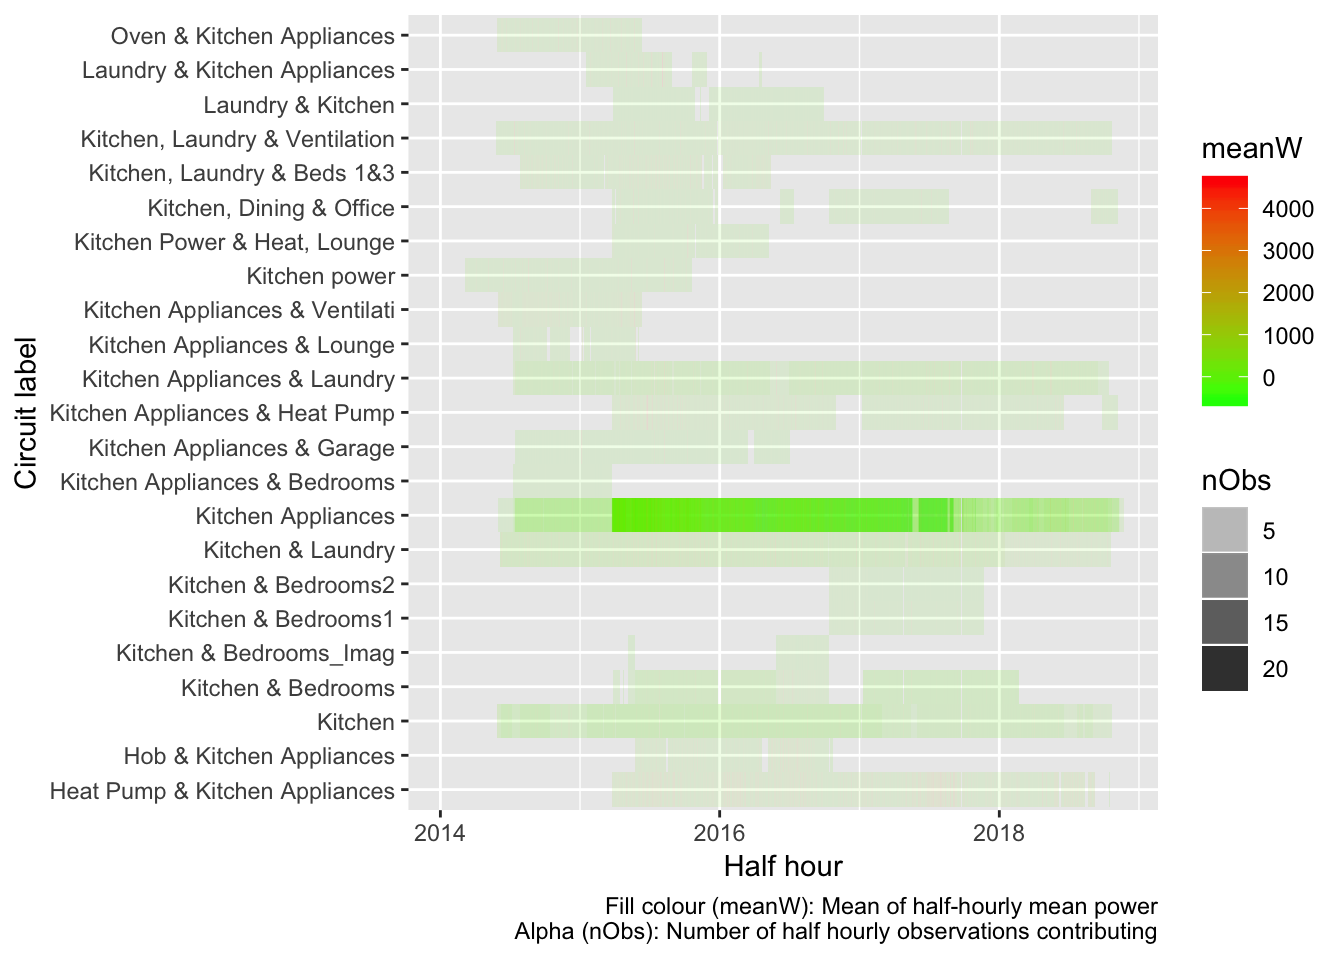 Oven & Kitchen Appliances
Laundry & Kitchen Appliances
Laundry & Kitchen
Kitchen, Laundry & Ventilation
Kitchen, Laundry & Beds 1&3
Kitchen, Dining & Office
Kitchen Power & Heat, Lounge
Kitchen power
Kitchen Appliances & Ventilati
Kitchen Appliances & Lounge
Kitchen Appliances & Laundry
Kitchen Appliances & Heat Pump
Kitchen Appliances & Garage
Kitchen Appliances & Bedrooms
Kitchen Appliances
Kitchen & Laundry
Kitchen & Bedrooms2
Kitchen & Bedrooms1
Kitchen & Bedrooms_Imag
Kitchen & Bedrooms
Kitchen
Hob & Kitchen Appliances
Heat Pump & Kitchen Appliances
Circuit label
2014
2016
2018
Half hour
meanW
4000
3000
2000
1000
0
nObs
5
10
15
20
Fill colour (meanW): Mean of half-hourly mean power
Alpha (nObs): Number of half hourly observations contributing